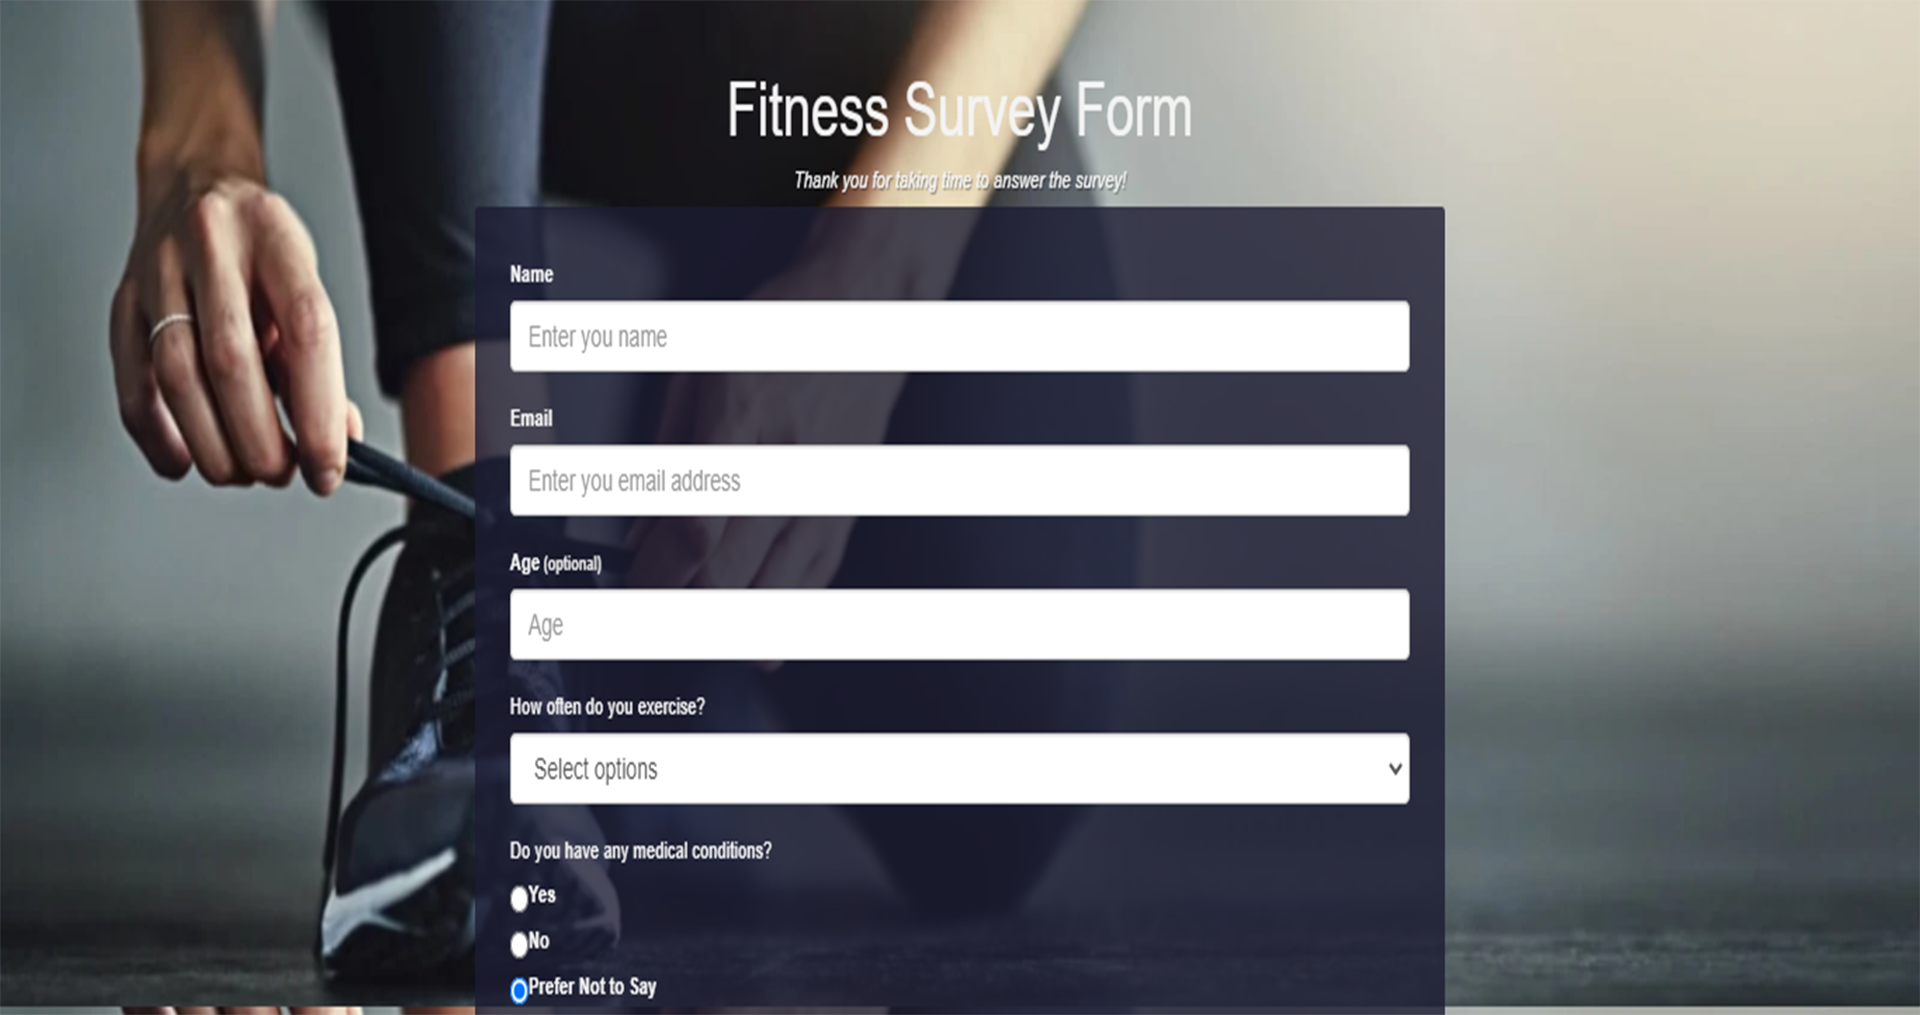 Fitness Survey Form
Thank you for taking time to answer the survey!
Name
Enter you name
Email
Enter you email address
Age (optional)
Age
How often do you exercise?
Select options
Do you have any medical conditions?
Yes
No
Prefer Not to Say